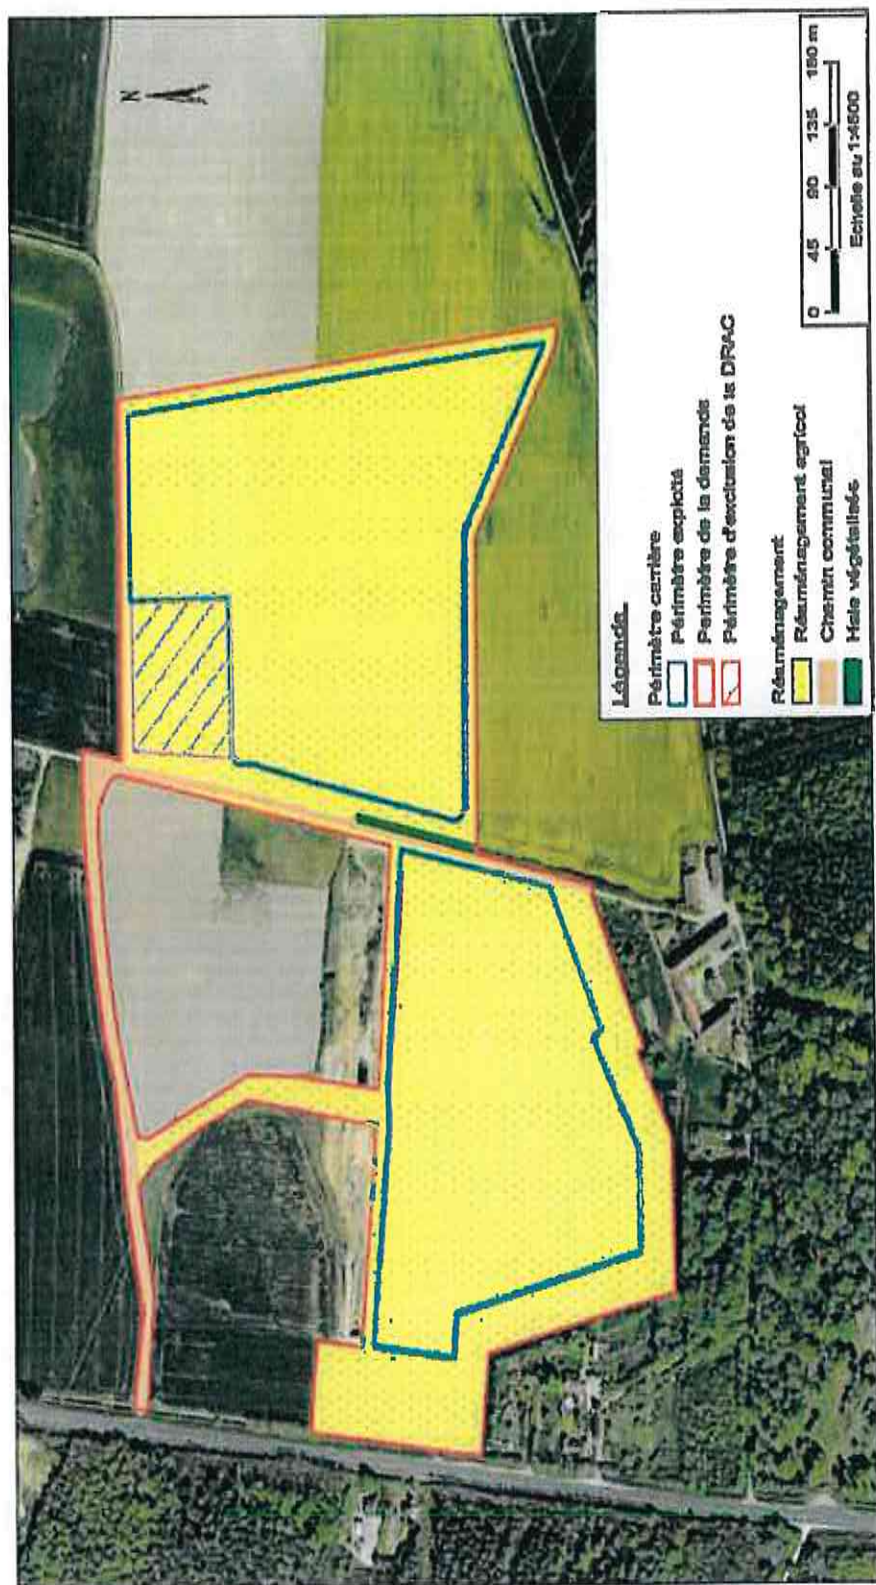 N
Légende
Périmètre carrière
Périmètre exploité
Périmètre de la demande
Périmètre d'exclusion de la DRAC
Réaménagement
Réaménagement agricol
Chemin communal
Haie végétalisée
0 45 90 135 180 m
Echelle au 1:4500